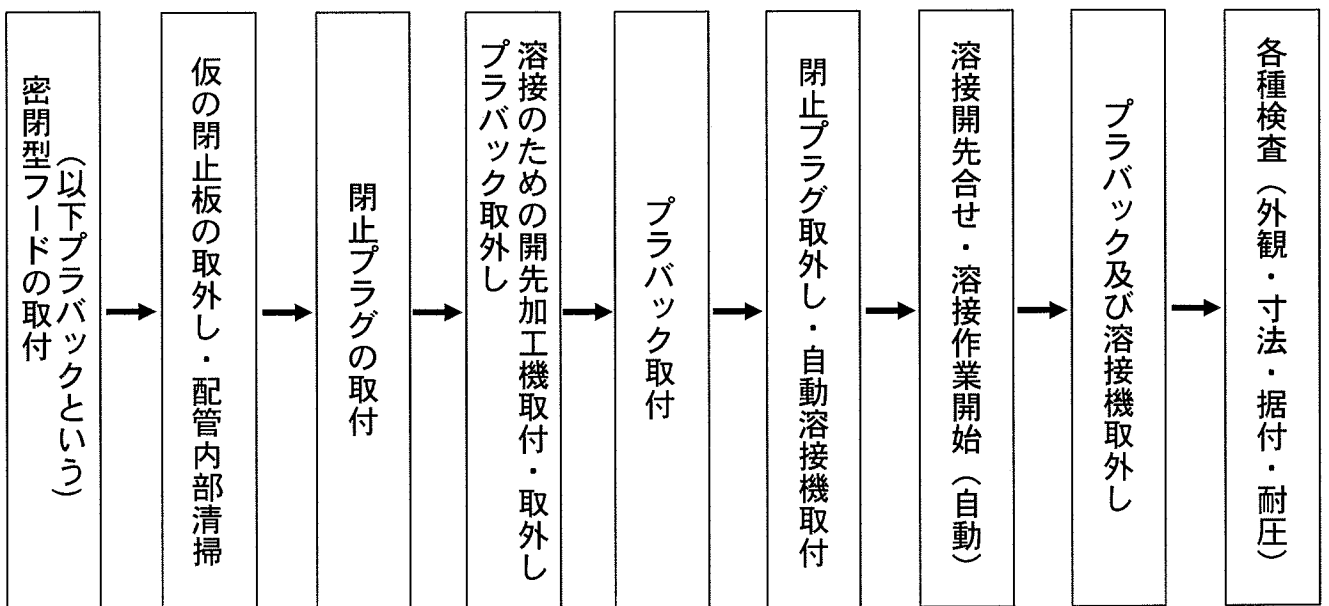 密閉型フードの取付
（以下プラバックという）
仮の閉止板の取外し・配管内部清掃
閉止プラグの取付
溶接のための開先加工機取付・取外し
プラバック取外し
プラバック取付
閉止プラグ取外し・自動溶接機取付
溶接開先合せ・溶接作業開始（自動）
プラバック及び溶接機取外し
各種検査（外観・寸法・据付・耐圧）